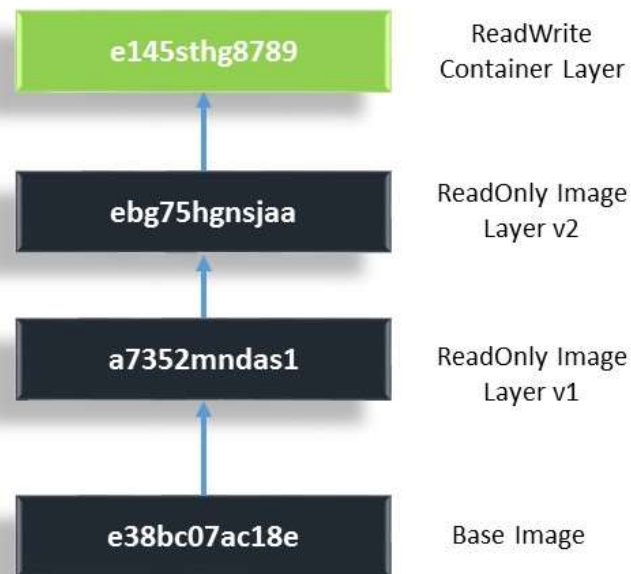 e145sthg8789
ReadWrite
Container Layer
ebg75hgnsjaa
ReadOnly Image
Layer v2
a7352mndas1
ReadOnly Image
Layer v1
e38bc07ac18e
Base Image